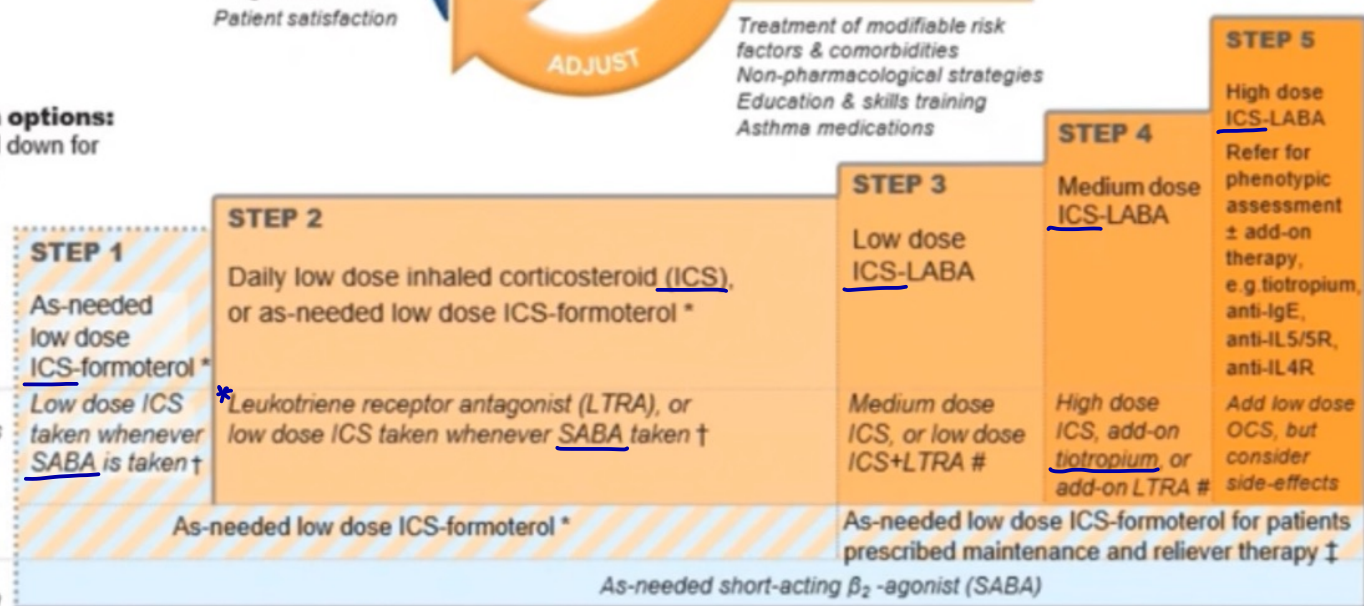 Patient satisfaction
ADJUST
Treatment of modifiable risk
factors & comorbidities
Non-pharmacological strategies
Education & skills training
Asthma medications
options:
down for
STEP 1
As-needed
low dose
ICS-formoterol *
Low dose ICS
taken whenever
SABA is taken †
STEP 2
Daily low dose inhaled corticosteroid (ICS),
or as-needed low dose ICS-formoterol *
* Leukotriene receptor antagonist (LTRA), or
low dose ICS taken whenever SABA taken †
STEP 3
Low dose
ICS-LABA
Medium dose
ICS, or low dose
ICS+LTRA #
STEP 4
Medium dose
ICS-LABA
High dose
ICS, add-on
tiotropium, or
add-on LTRA #
STEP 5
High dose
ICS-LABA
Refer for
phenotypic
assessment
± add-on
therapy,
e.g.tiotropium,
anti-IgE,
anti-IL5/5R,
anti-IL4R
Add low dose
OCS, but
consider
side-effects
As-needed low dose ICS-formoterol *
As-needed low dose ICS-formoterol for patients
prescribed maintenance and reliever therapy ‡
As-needed short-acting β₂ -agonist (SABA)